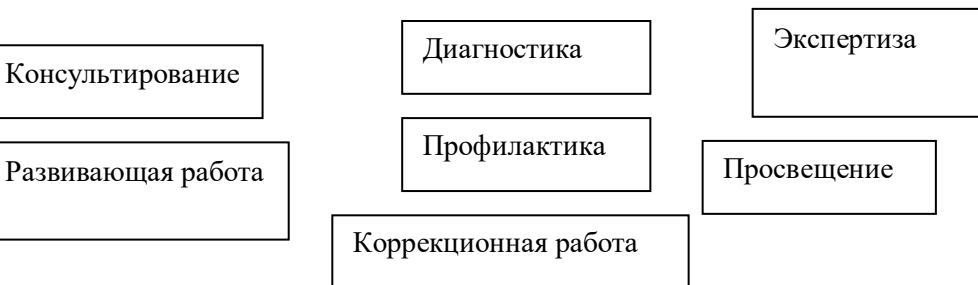 Консультирование
Диагностика
Экспертиза
Развивающая работа
Профилактика
Просвещение
Коррекционная работа